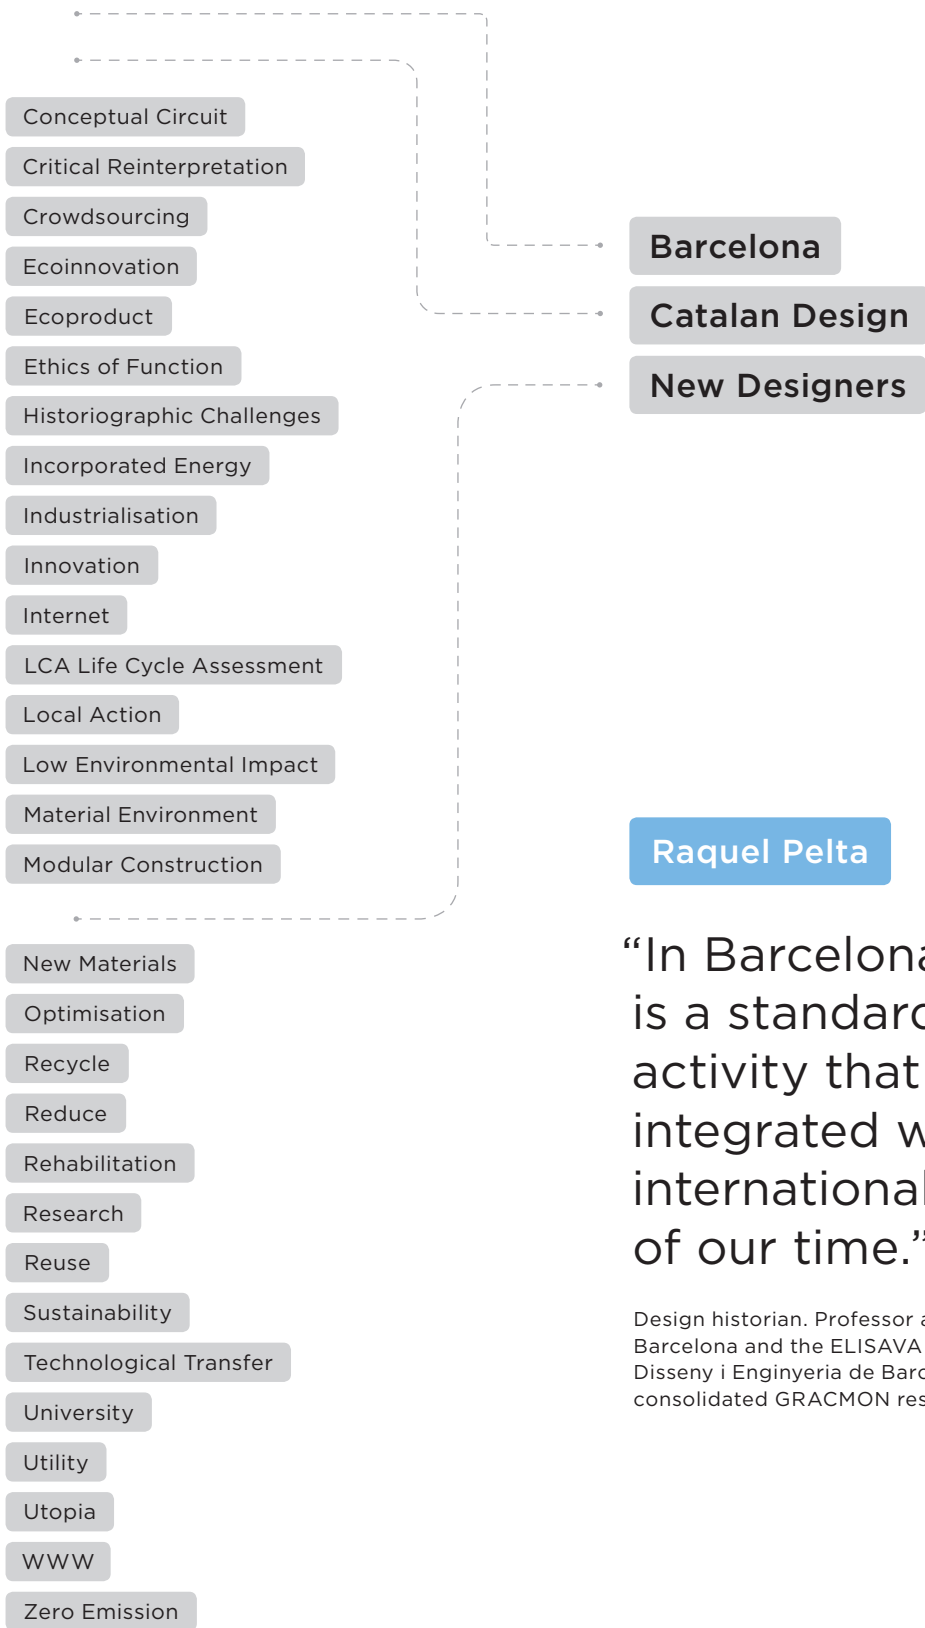 Conceptual Circuit
Critical Reinterpretation
Crowdsourcing
Ecoinnovation
Ecoproduct
Ethics of Function
Historiographic Challenges
Incorporated Energy
Industrialisation
Innovation
Internet
LCA Life Cycle Assessment
Local Action
Low Environmental Impact
Material Environment
Modular Construction
New Materials
Optimisation
Recycle
Reduce
Rehabilitation
Research
Reuse
Sustainability
Technological Transfer
University
Utility
Utopia
WWW
Zero Emission
Barcelona
Catalan Design
New Designers
Raquel Pelta
“In Barcelona
is a standard
activity that
integrated w
international
of our time.”
Design historian. Professor a
Barcelona and the ELISAVA
Disseny i Enginyeria de Barc
consolidated GRACMON res